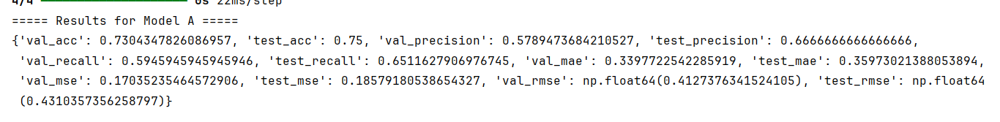 4/4 0s 22ms/step
===== Results for Model A =====
{'val_acc': 0.7304347826086957, 'test_acc': 0.75, 'val_precision': 0.5789473684210527, 'test_precision': 0.6666666666666666,
'val_recall': 0.5945945945945946, 'test_recall': 0.6511627906976745, 'val_mae': 0.3397722542285919, 'test_mae': 0.35973021388053894,
'val_mse': 0.17035235464572906, 'test_mse': 0.18579180538654327, 'val_rmse': np.float64(0.4127376341524105), 'test_rmse': np.float64
(0.4310357356258797)}